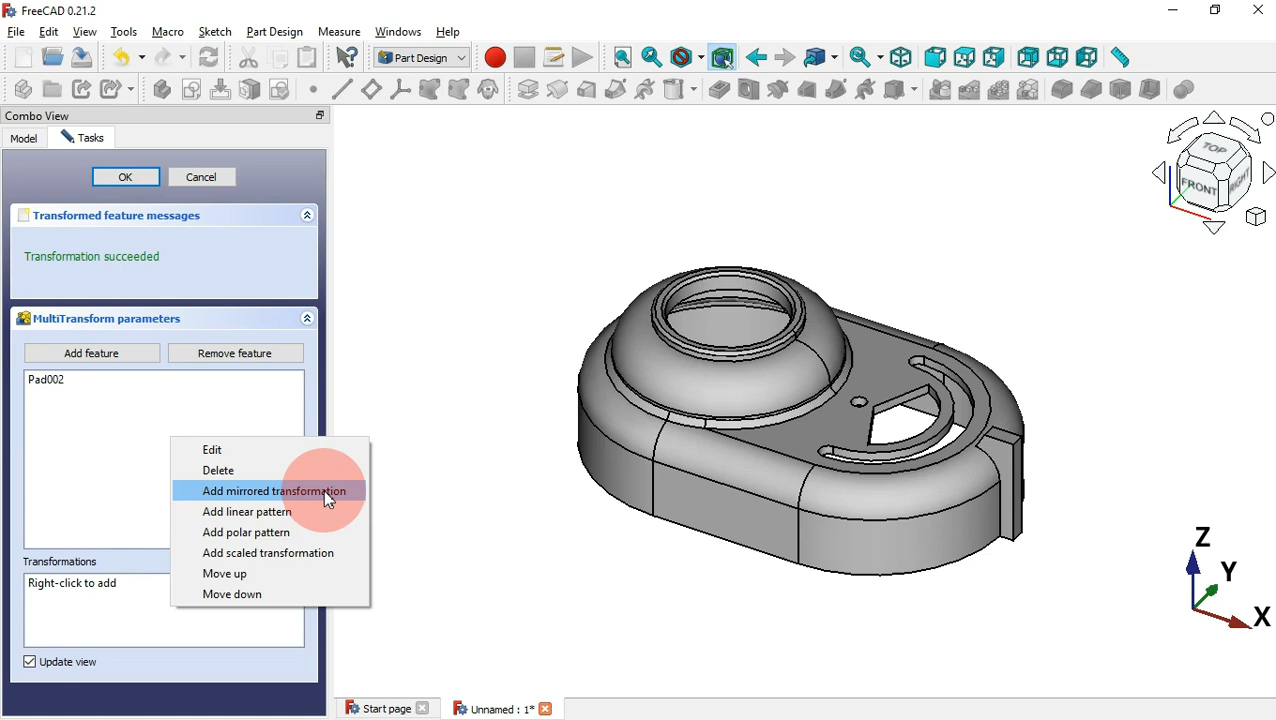 FreeCAD 0.21.2
File Edit View Tools Macro Sketch Part Design Measure Windows Help
Part Design
Combo View
Model Tasks
OK Cancel
Transformed feature messages
Transformation succeeded
MultiTransform parameters
Add feature Remove feature
Pad002
Edit
Delete
Add mirrored transformation
Add linear pattern
Add polar pattern
Add scaled transformation
Move up
Move down
Transformations
Right-click to add
Update view
TOP
FRONT
RIGHT
Z
Y
X
Start page
Unnamed : 1*